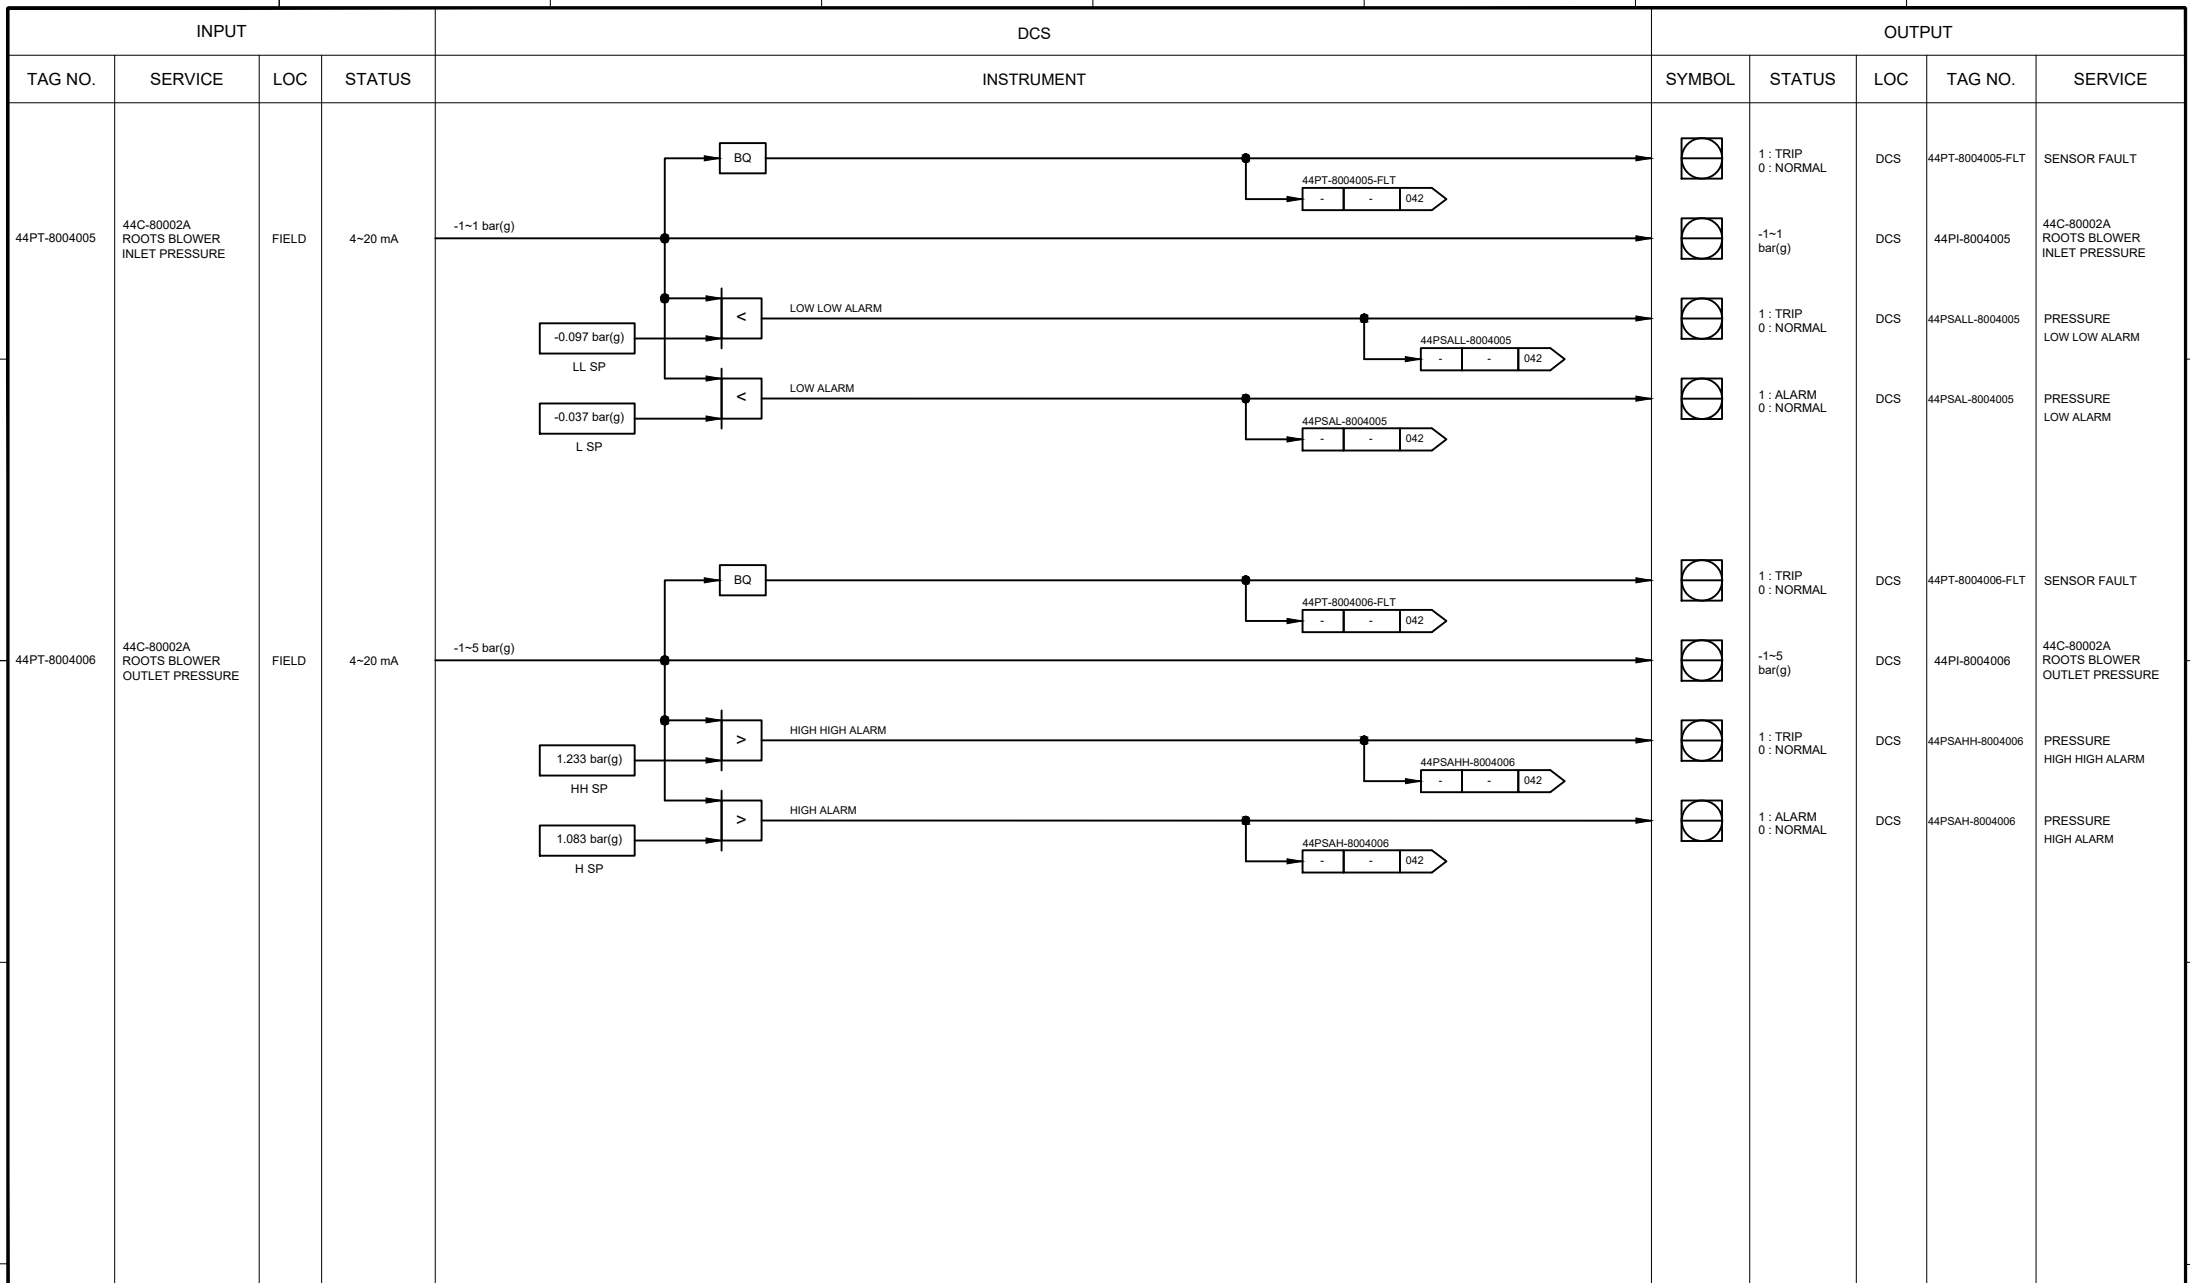 INPUT
DCS
OUTPUT
TAG NO.
SERVICE
LOC
STATUS
INSTRUMENT
SYMBOL
STATUS
LOC
TAG NO.
SERVICE
BQ
1 : TRIP
0 : NORMAL
DCS
44PT-8004005-FLT
SENSOR FAULT
44PT-8004005-FLT
- - 042
44PT-8004005
44C-80002A
ROOTS BLOWER
INLET PRESSURE
FIELD
4~20 mA
-1~1 bar(g)
-1~1
bar(g)
DCS
44PI-8004005
44C-80002A
ROOTS BLOWER
INLET PRESSURE
<
LOW LOW ALARM
-0.097 bar(g)
LL SP
44PSALL-8004005
- - 042
1 : TRIP
0 : NORMAL
DCS
44PSALL-8004005
PRESSURE
LOW LOW ALARM
<
LOW ALARM
-0.037 bar(g)
L SP
44PSAL-8004005
- - 042
1 : ALARM
0 : NORMAL
DCS
44PSAL-8004005
PRESSURE
LOW ALARM
BQ
1 : TRIP
0 : NORMAL
DCS
44PT-8004006-FLT
SENSOR FAULT
44PT-8004006-FLT
- - 042
44PT-8004006
44C-80002A
ROOTS BLOWER
OUTLET PRESSURE
FIELD
4~20 mA
-1~5 bar(g)
-1~5
bar(g)
DCS
44PI-8004006
44C-80002A
ROOTS BLOWER
OUTLET PRESSURE
>
HIGH HIGH ALARM
1.233 bar(g)
HH SP
44PSAHH-8004006
- - 042
1 : TRIP
0 : NORMAL
DCS
44PSAHH-8004006
PRESSURE
HIGH HIGH ALARM
>
HIGH ALARM
1.083 bar(g)
H SP
44PSAH-8004006
- - 042
1 : ALARM
0 : NORMAL
DCS
44PSAH-8004006
PRESSURE
HIGH ALARM